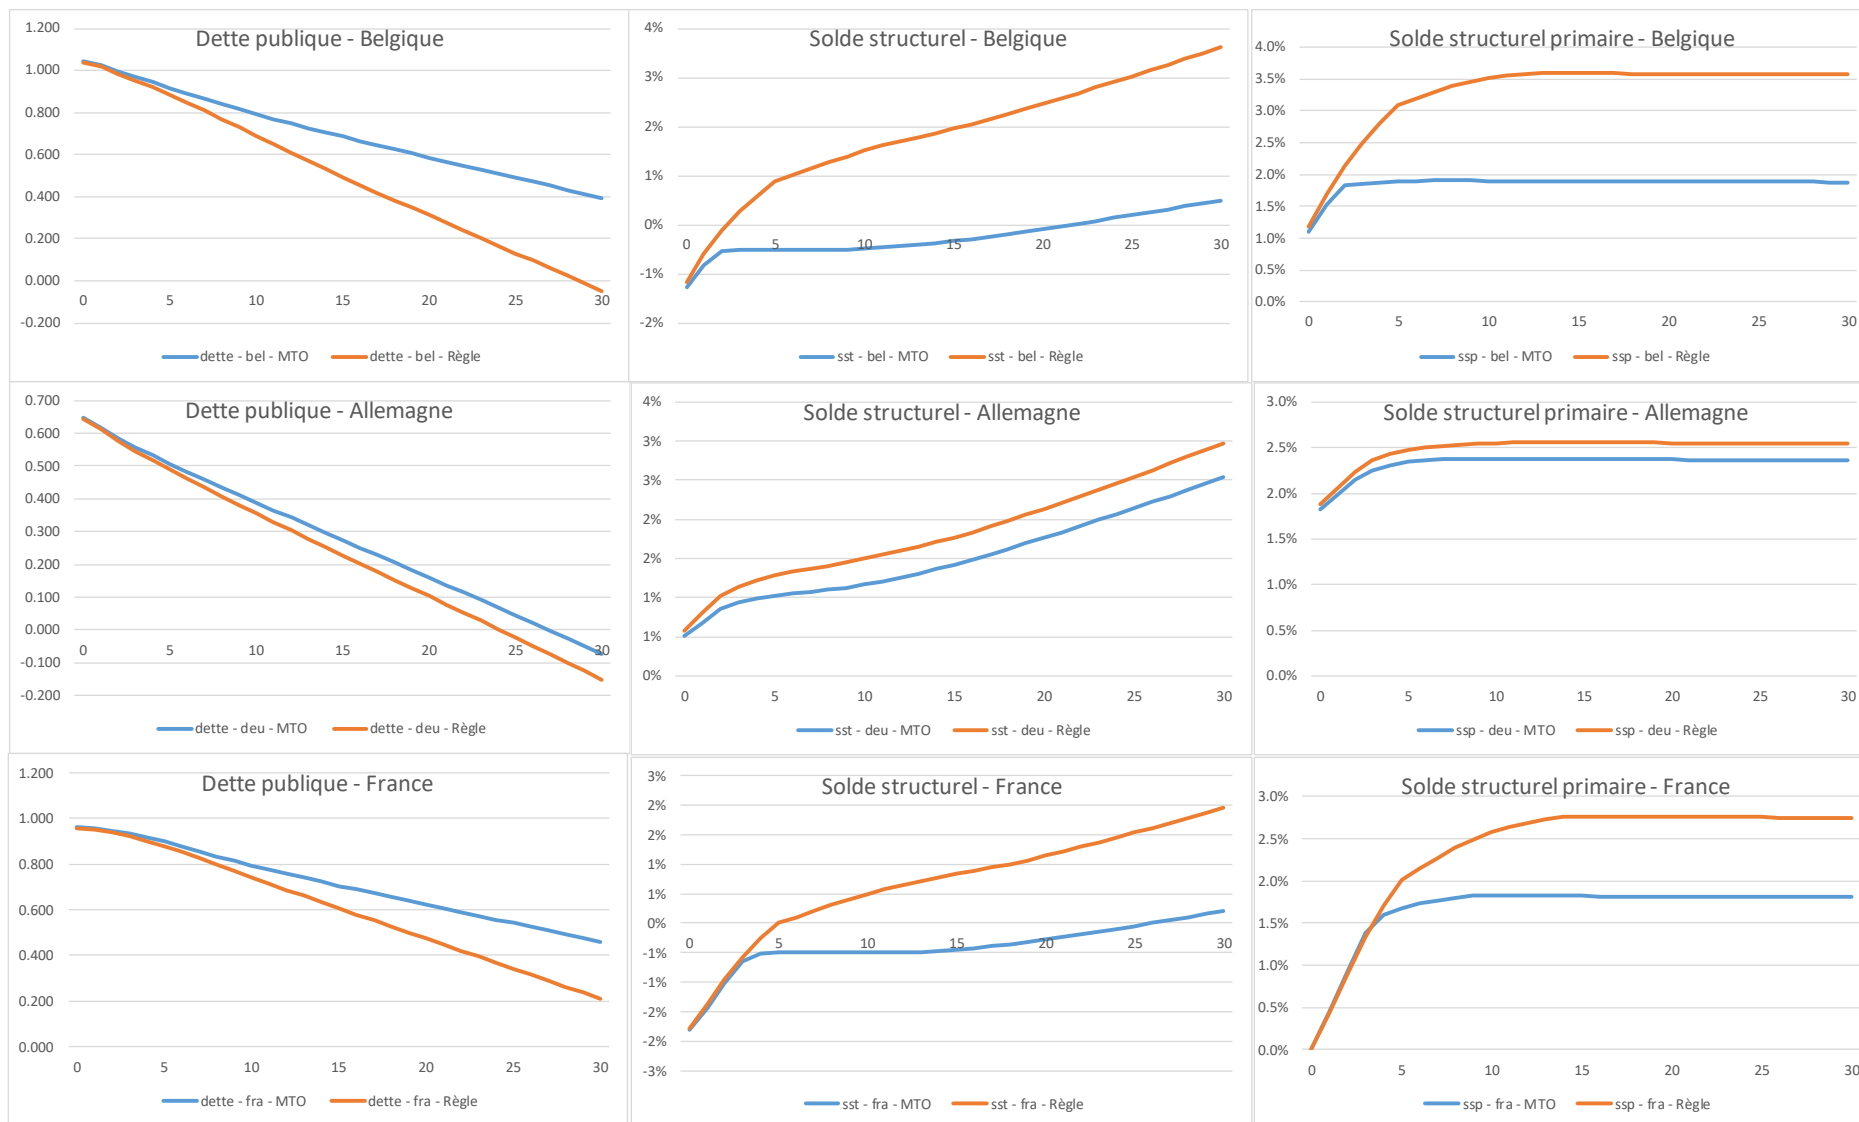 Dette publique - Belgique
1.200
1.000
0.800
0.600
0.400
0.200
0.000
-0.200
0 5 10 15 20 25 30
dette - bel - MTO dette - bel - Règle
Solde structurel - Belgique
4%
3%
2%
1%
0%
-1%
-2%
0 5 10 15 20 25 30
sst - bel - MTO sst - bel - Règle
Solde structurel primaire - Belgique
4.0%
3.5%
3.0%
2.5%
2.0%
1.5%
1.0%
0.5%
0.0%
0 5 10 15 20 25 30
ssp - bel - MTO ssp - bel - Règle
Dette publique - Allemagne
0.700
0.600
0.500
0.400
0.300
0.200
0.100
0.000
-0.100
-0.200
0 5 10 15 20 25 30
dette - deu - MTO dette - deu - Règle
Solde structurel - Allemagne
4%
3%
3%
2%
2%
1%
1%
0%
0 5 10 15 20 25 30
sst - deu - MTO sst - deu - Règle
Solde structurel primaire - Allemagne
3.0%
2.5%
2.0%
1.5%
1.0%
0.5%
0.0%
0 5 10 15 20 25 30
ssp - deu - MTO ssp - deu - Règle
Dette publique - France
1.200
1.000
0.800
0.600
0.400
0.200
0.000
0 5 10 15 20 25 30
dette - fra - MTO dette - fra - Règle
Solde structurel - France
3%
2%
2%
1%
1%
0%
-1%
-1%
-2%
-2%
-3%
0 5 10 15 20 25 30
sst - fra - MTO sst - fra - Règle
Solde structurel primaire - France
3.0%
2.5%
2.0%
1.5%
1.0%
0.5%
0.0%
0 5 10 15 20 25 30
ssp - fra - MTO ssp - fra - Règle